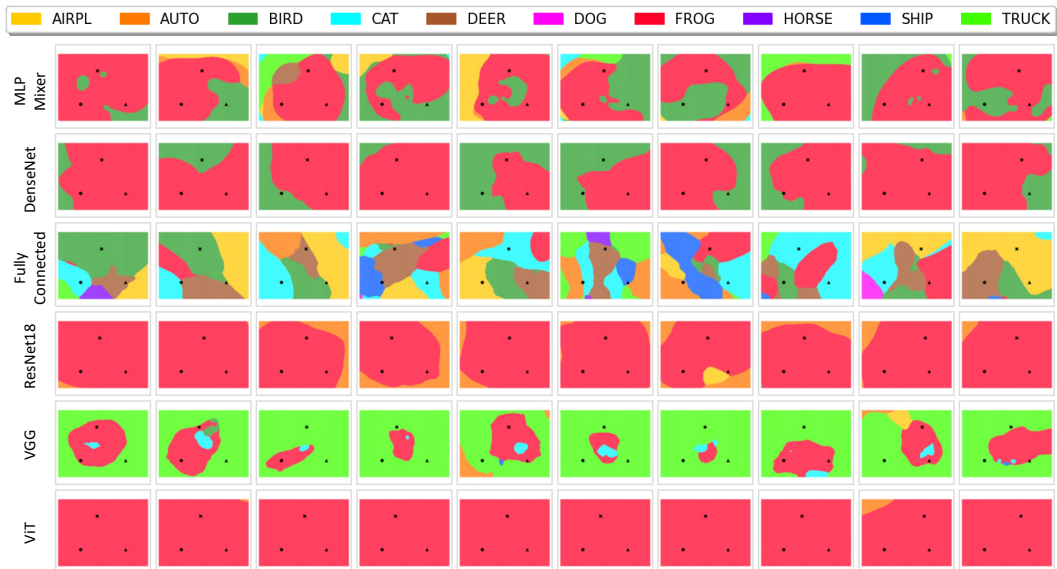 AIRPL AUTO BIRD CAT DEER DOG FROG HORSE SHIP TRUCK
MLP
Mixer
DenseNet
Fully
Connected
ResNet18
VGG
ViT